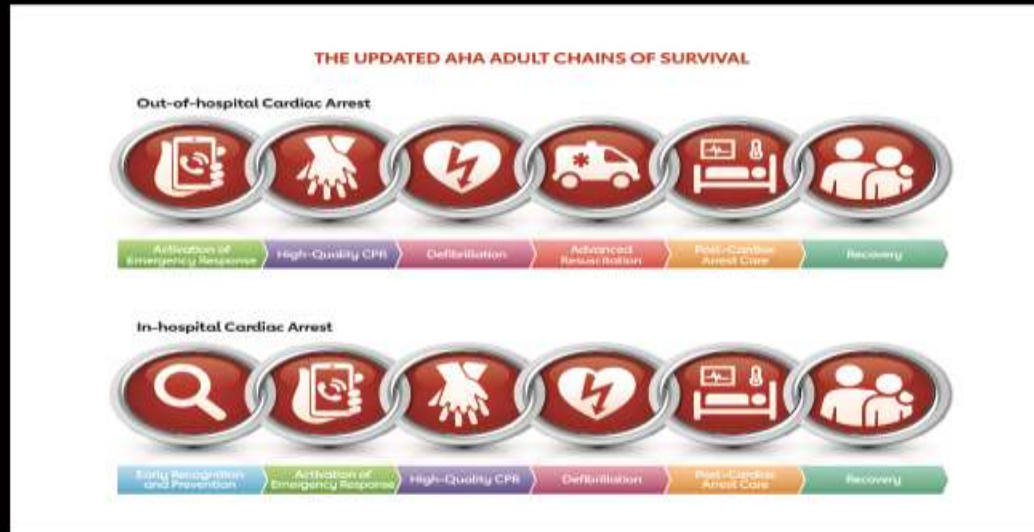 THE UPDATED AHA ADULT CHAINS OF SURVIVAL
Out-of-hospital Cardiac Arrest
Activation of
Emergency Response
High-Quality CPR
Defibrillation
Advanced
Resuscitation
Post-Cardiac
Arrest Care
Recovery
In-hospital Cardiac Arrest
Early Recognition
and Prevention
Activation of
Emergency Response
High-Quality CPR
Defibrillation
Post-Cardiac
Arrest Care
Recovery